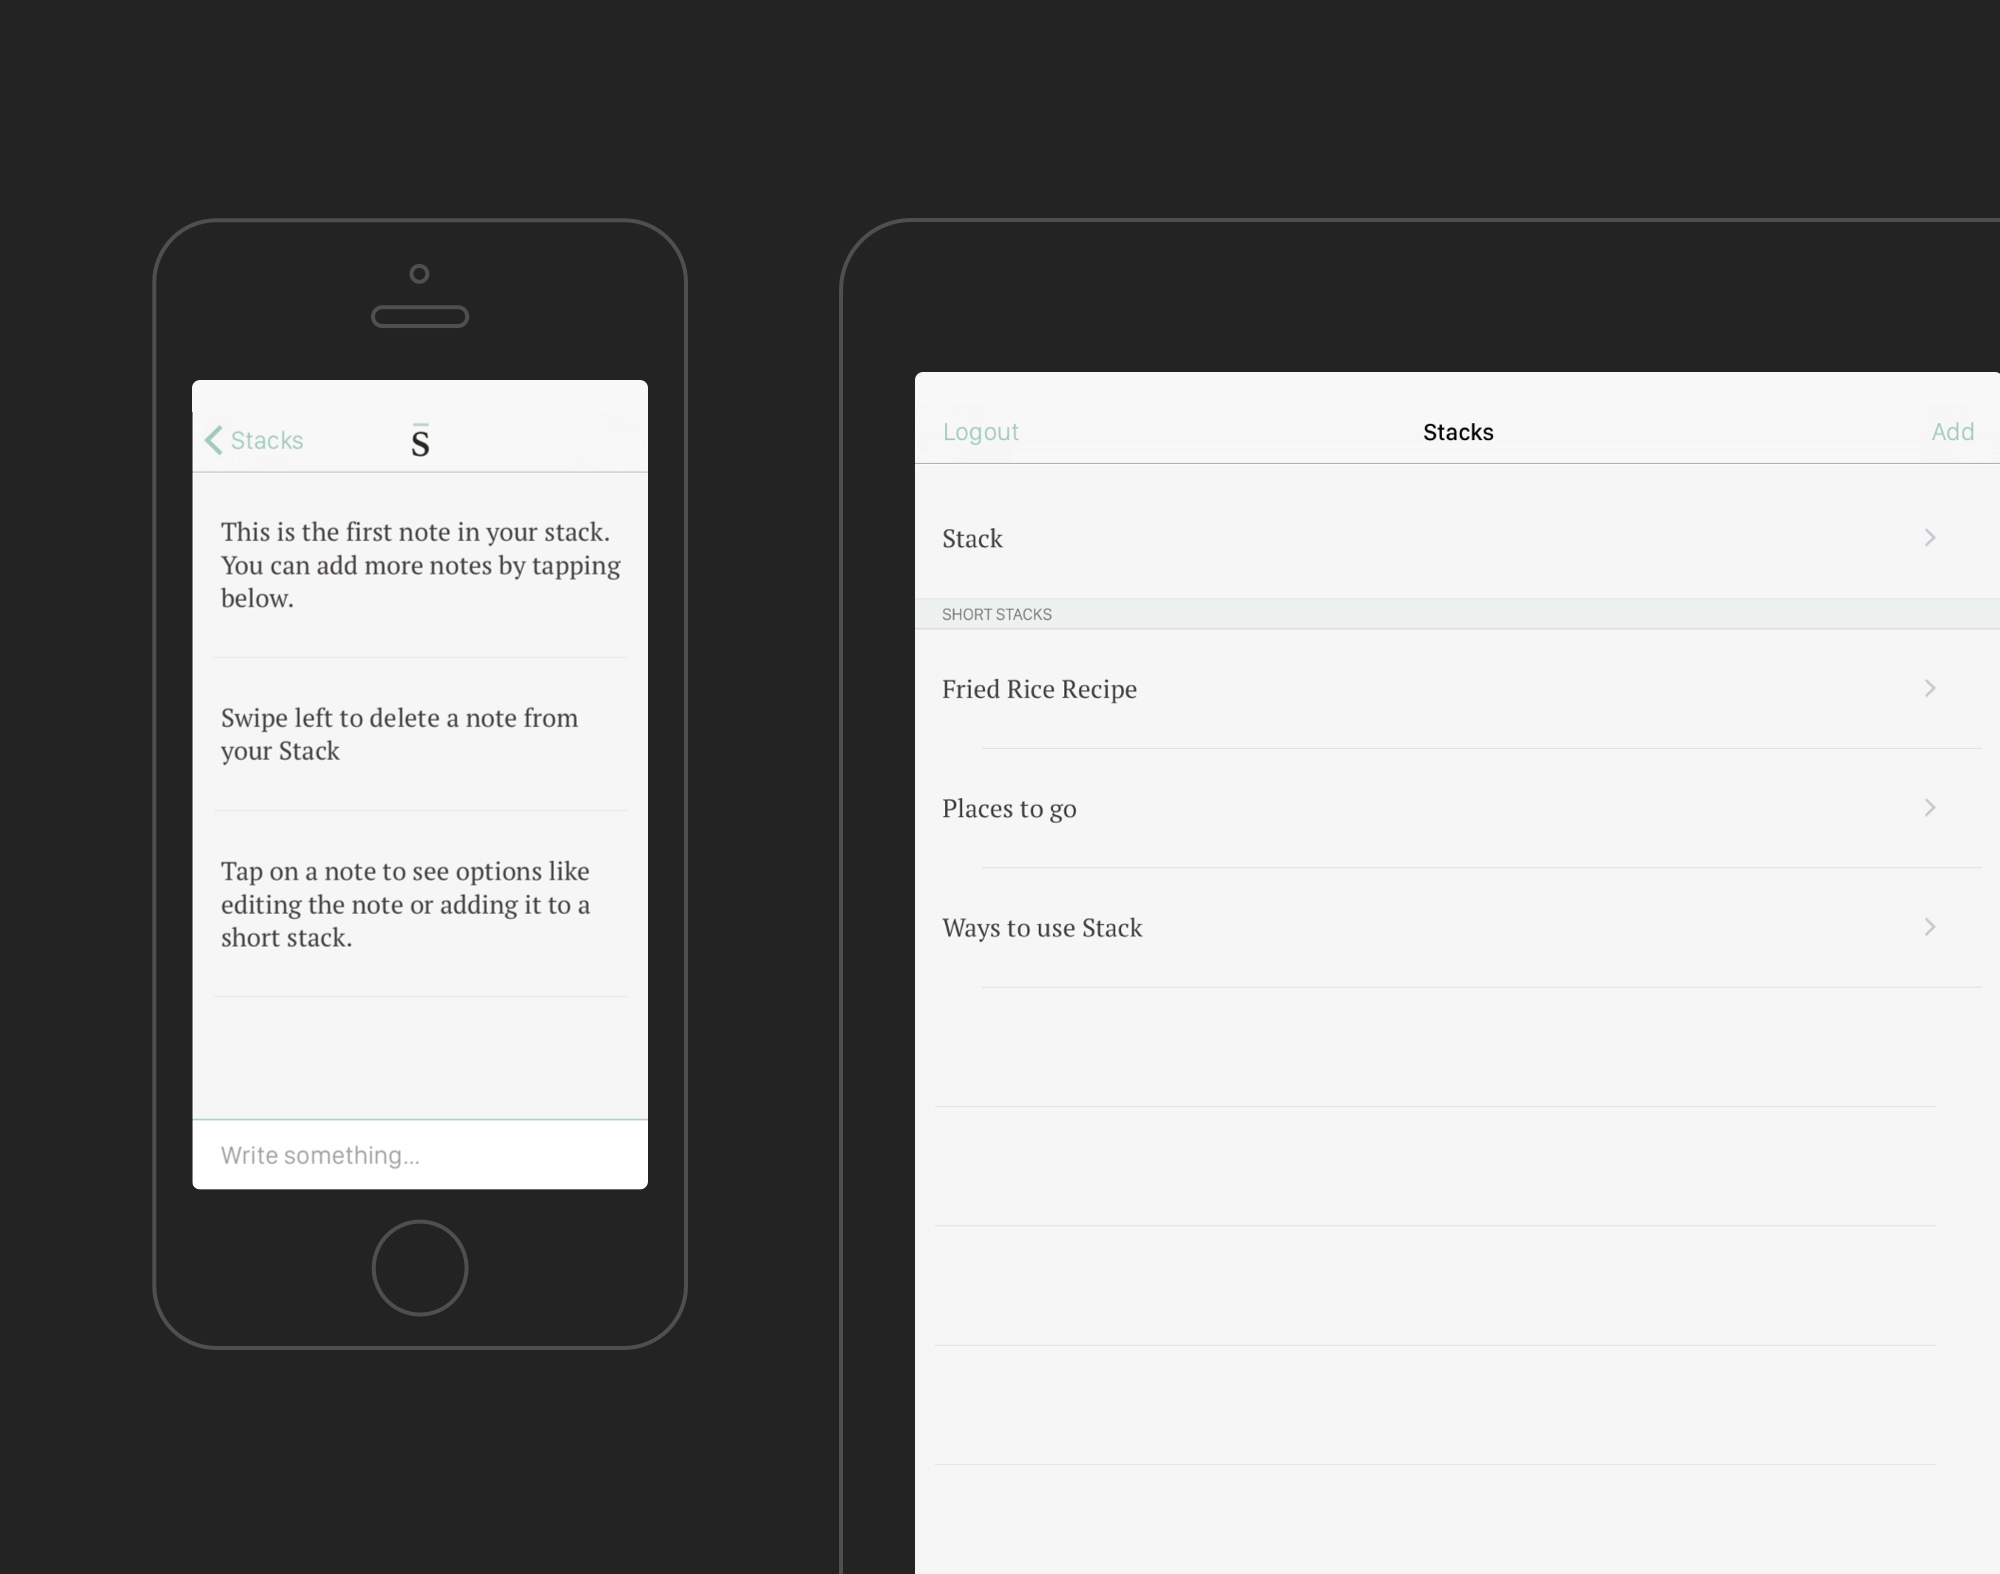 Stacks
s̅
This is the first note in your stack.
You can add more notes by tapping
below.
Swipe left to delete a note from
your Stack
Tap on a note to see options like
editing the note or adding it to a
short stack.
Write something...
Logout
Stacks
Add
Stack
SHORT STACKS
Fried Rice Recipe
Places to go
Ways to use Stack